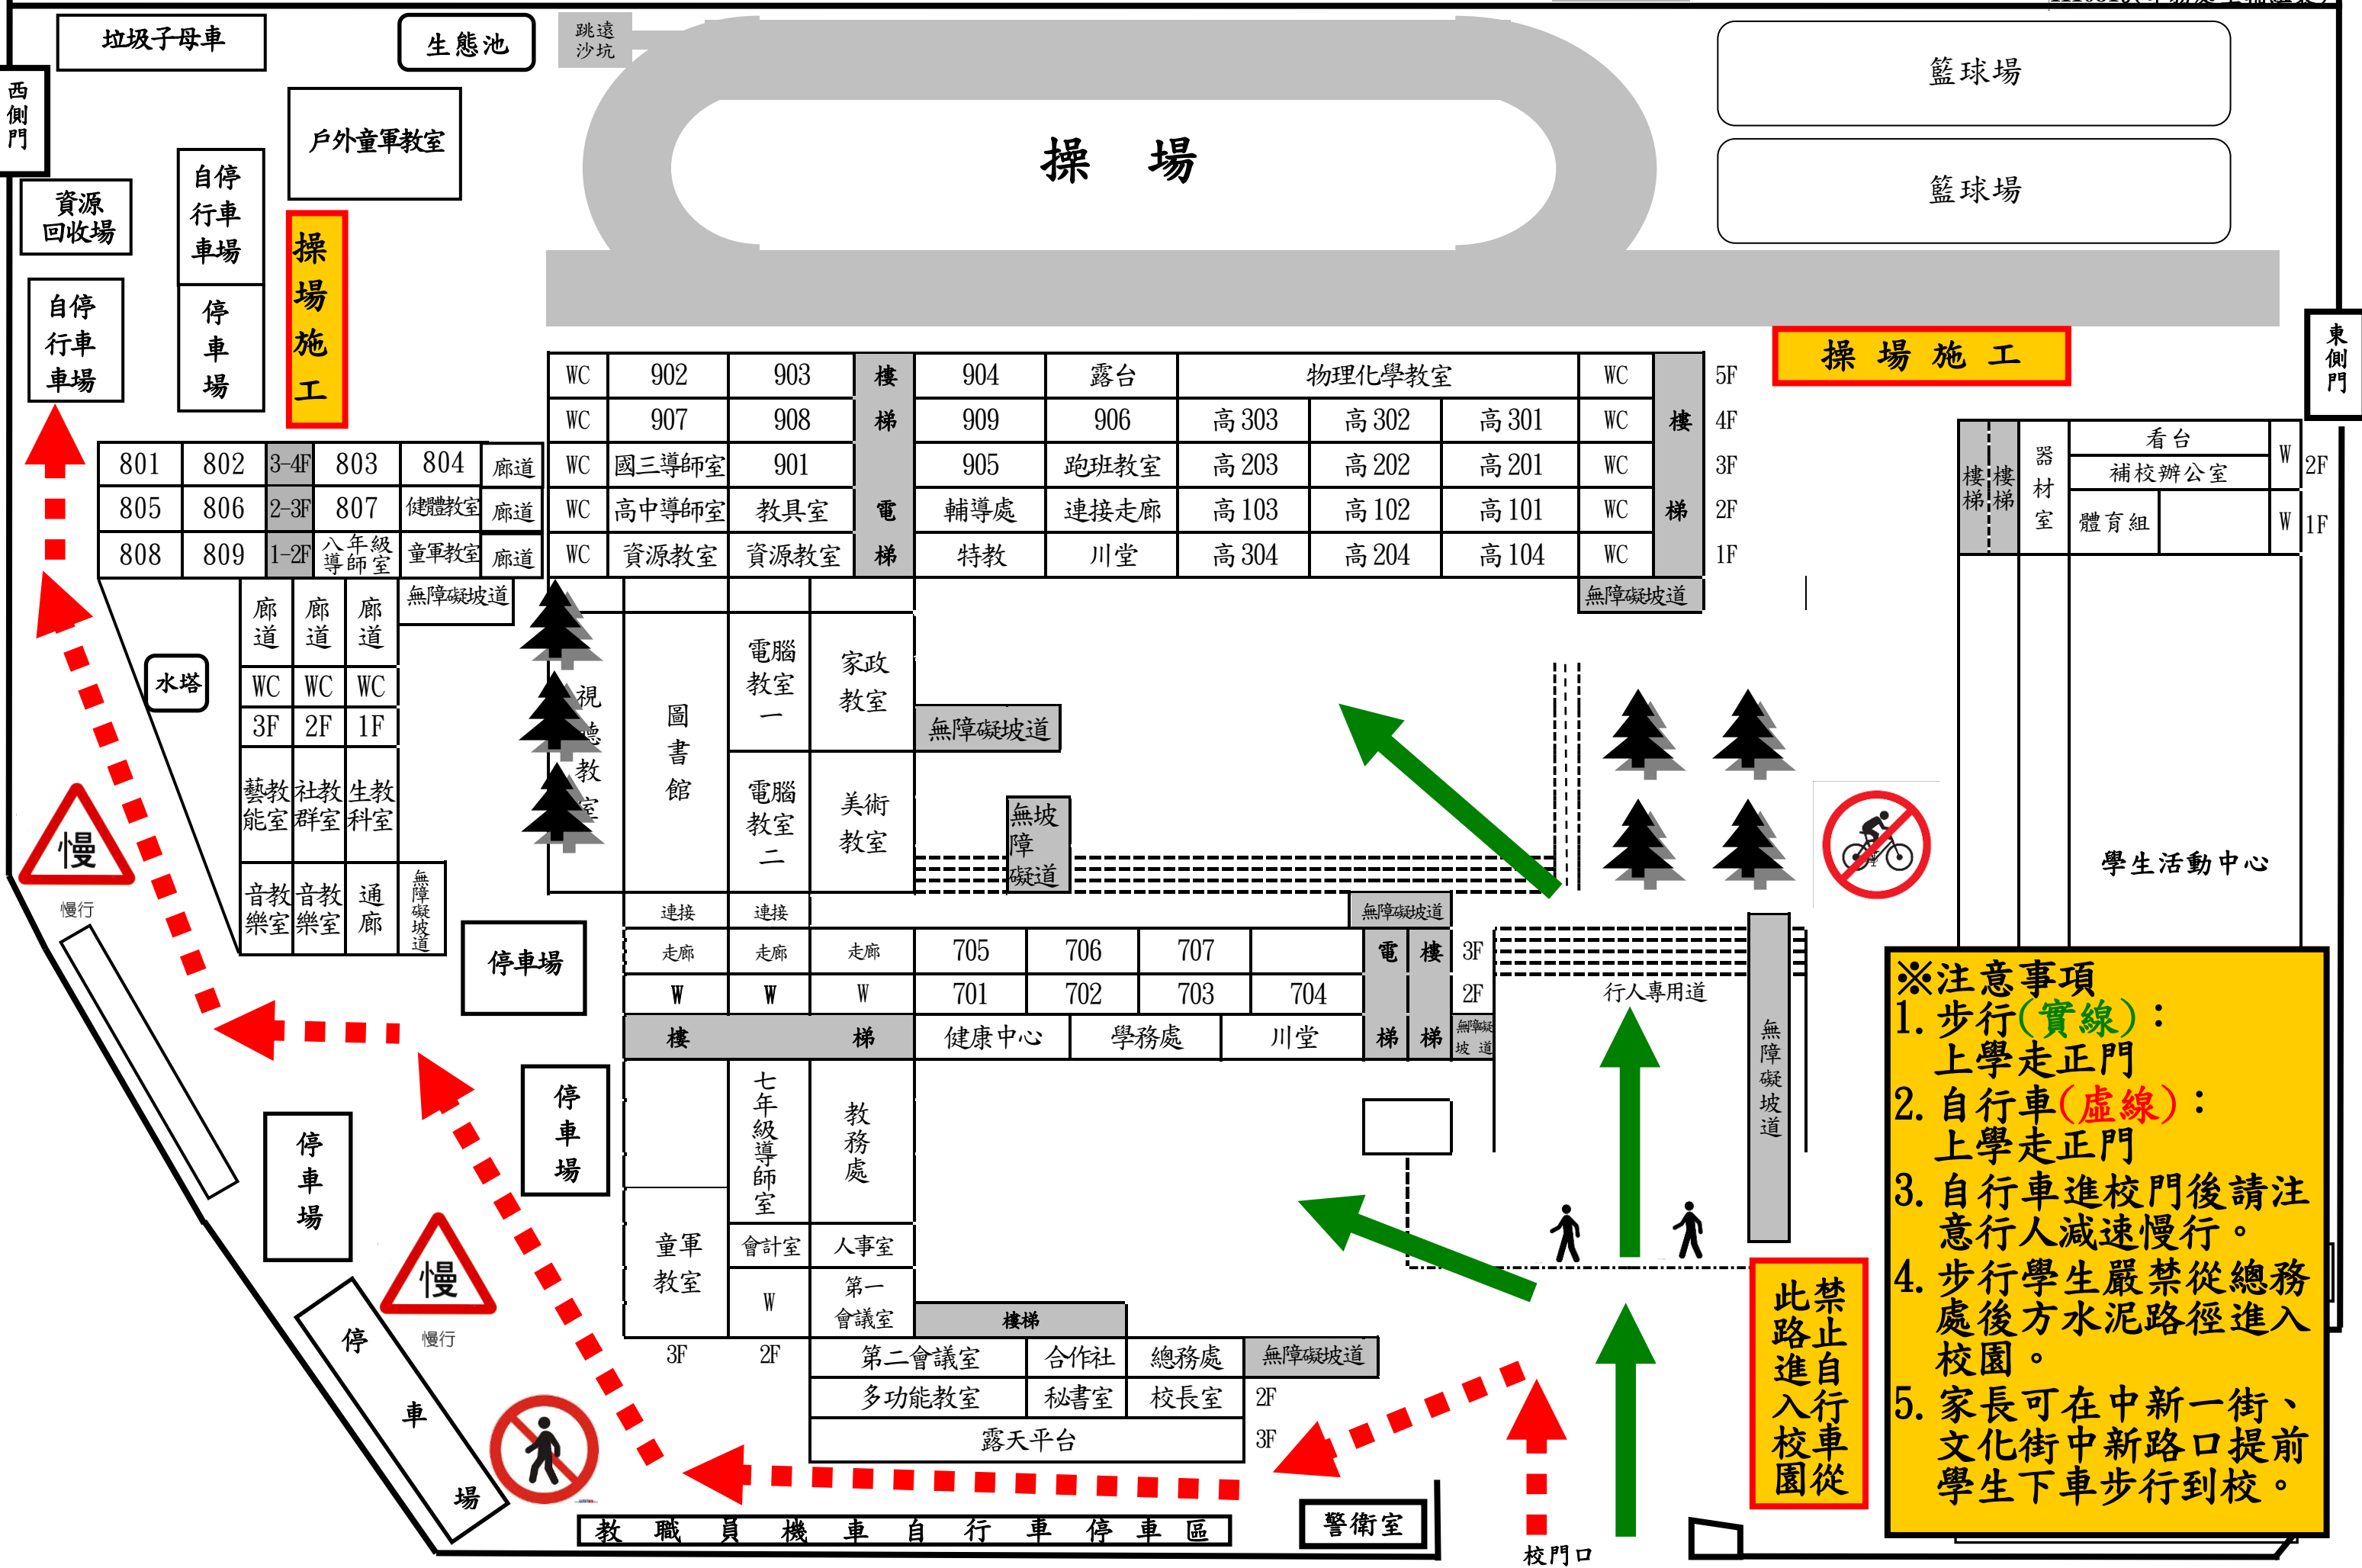 垃圾子母車
生態池
跳遠
沙坑
籃球場
西側門
戶外童軍教室
操 場
籃球場
資源
回收場
自停
行車
車場
操場施工
自停
行車
車場
停車場
東側門
操場施工
WC 902 903 樓 904 露台 物理化學教室 WC 5F
WC 907 908 梯 909 906 高303 高302 高301 WC 樓 4F
WC 國三導師室 901 905 跑班教室 高203 高202 高201 WC 3F
WC 高中導師室 教具室 電 輔導處 連接走廊 高103 高102 高101 WC 梯 2F
WC 資源教室 資源教室 梯 特教 川堂 高304 高204 高104 WC 1F
無障礙坡道
801 802 3-4F 803 804 廊道
805 806 2-3F 807 健體教室 廊道
808 809 1-2F 八年級導師室 童軍教室 廊道
廊道 廊道 廊道 無障礙坡道
水塔
WC WC WC
3F 2F 1F
藝教能室 社教群室 生教科室
音教樂室 音教樂室 通廊 無障礙坡道
樓梯 樓梯 器材室 看台 W 2F
補校辦公室
體育組 W 1F
學生活動中心
視聽教室
圖書館
電腦教室一
家政教室
無障礙坡道
電腦教室二
美術教室
無坡障礙道
慢
慢行
連接 連接 無障礙坡道
走廊 走廊 走廊 705 706 707 電 樓 3F
W W W 701 702 703 704 2F
樓 梯 健康中心 學務處 川堂 梯 梯 無障礙坡道
停車場
停車場
停車場
行人專用道
無障礙坡道
七年級導師室
教務處
童軍教室
會計室 人事室
W 第一會議室
樓梯
3F 2F 第二會議室 合作社 總務處 無障礙坡道
多功能教室 秘書室 校長室 2F
露天平台 3F
慢
慢行
停車場
教職員機車自行車停車區
警衛室
校門口
此禁
路止
進自
入行
校車
園從
※注意事項
1. 步行(實線)：
上學走正門
2. 自行車(虛線)：
上學走正門
3. 自行車進校門後請注
意行人減速慢行。
4. 步行學生嚴禁從總務
處後方水泥路徑進入
校園。
5. 家長可在中新一街、
文化街中新路口提前
學生下車步行到校。